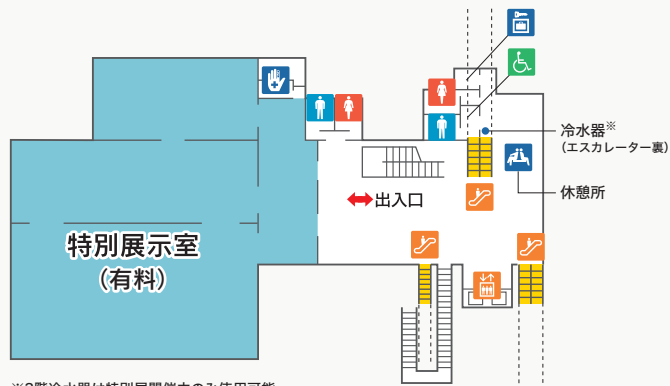 冷水器※
(エスカレーター裏)
休憩所
出入口
特別展示室
(有料)